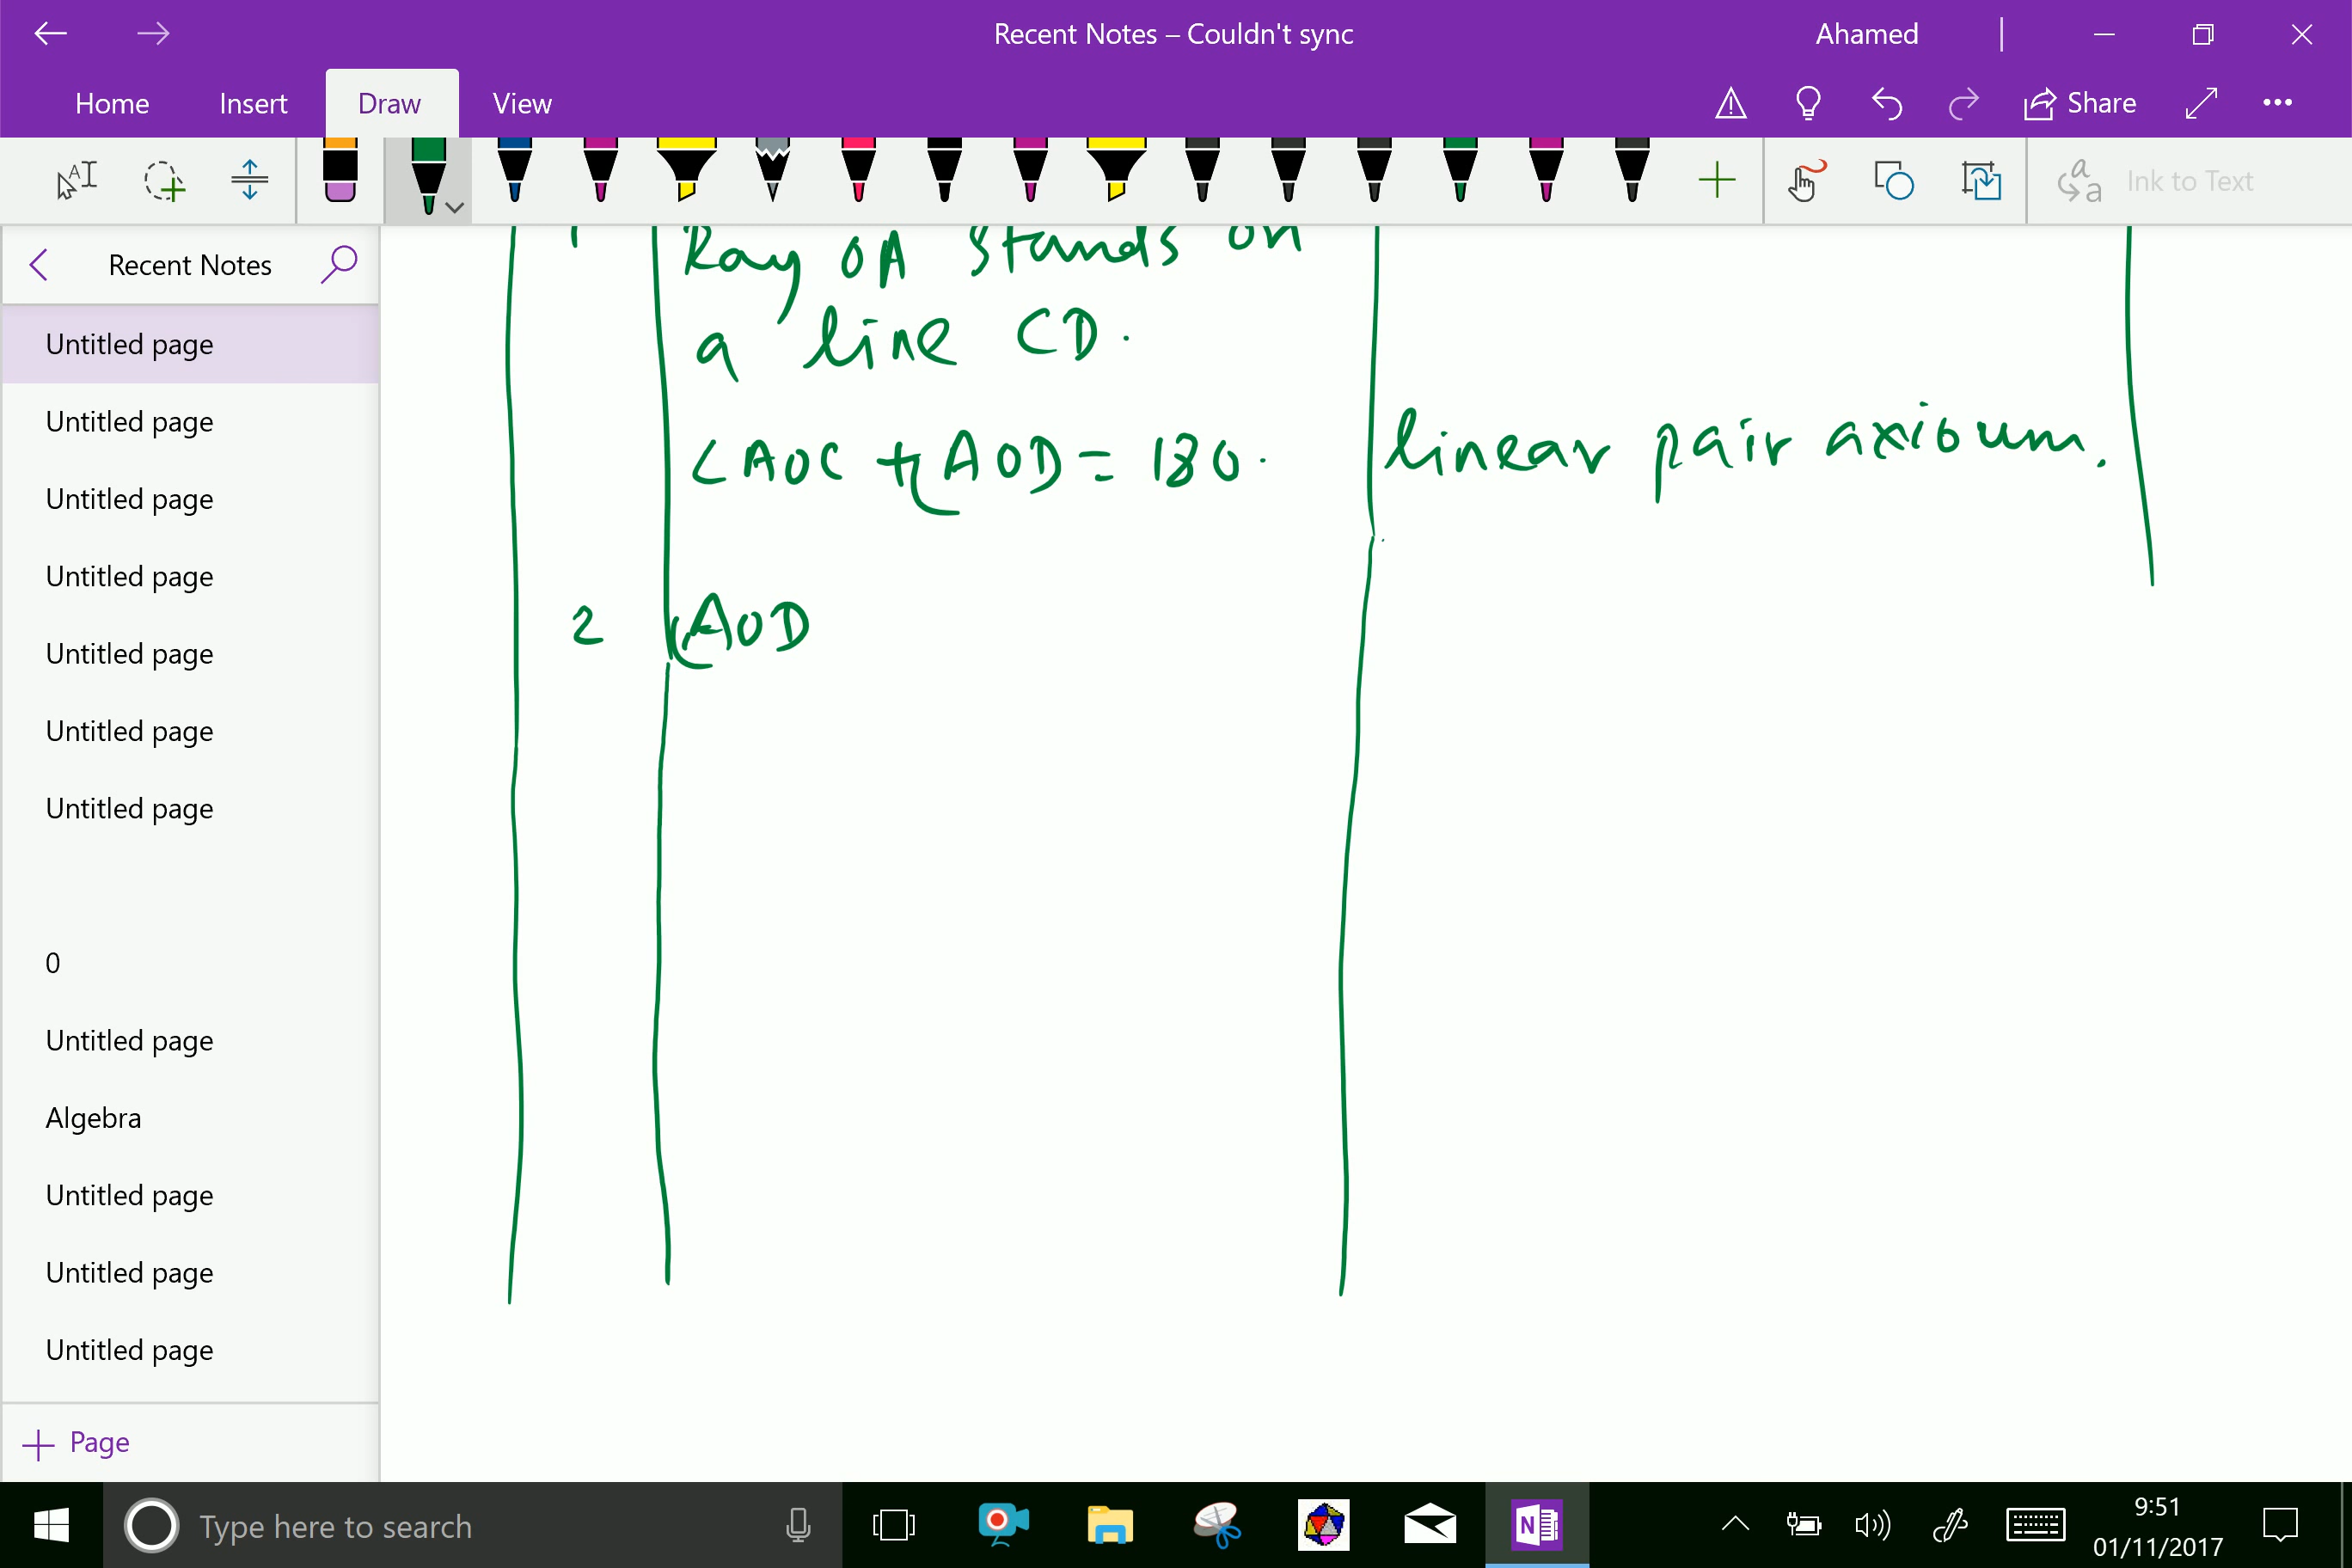 Recent Notes – Couldn't sync
Ahamed
Home Insert Draw View
Share
Ink to Text
Recent Notes
Untitled page
Untitled page
Untitled page
Untitled page
Untitled page
Untitled page
Untitled page
0
Untitled page
Algebra
Untitled page
Untitled page
Untitled page
Page
1 Ray OA stands on
a line CD.
∠AOC + ∠AOD = 180. linear pair axioum.
2 ∠AOD
Type here to search
N
9:51
01/11/2017